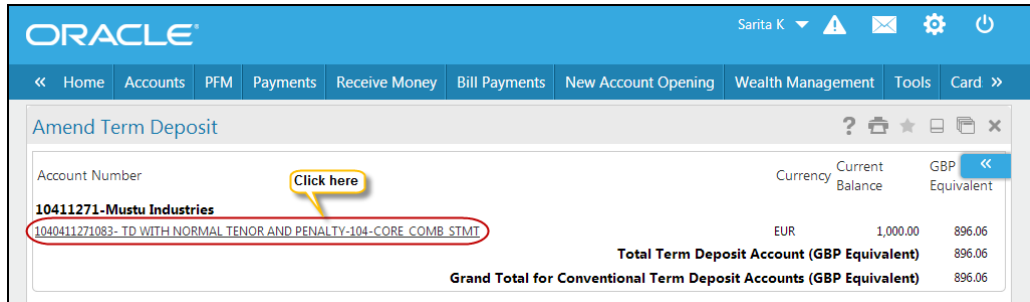 ORACLE
Sarita K
« Home Accounts PFM Payments Receive Money Bill Payments New Account Opening Wealth Management Tools Card »
Amend Term Deposit ?
Account Number Currency Current Balance GBP Equivalent «
Click here
10411271-Mustu Industries
1040411271083- TD WITH NORMAL TENOR AND PENALTY-104-CORE COMB STMT EUR 1,000.00 896.06
Total Term Deposit Account (GBP Equivalent) 896.06
Grand Total for Conventional Term Deposit Accounts (GBP Equivalent) 896.06